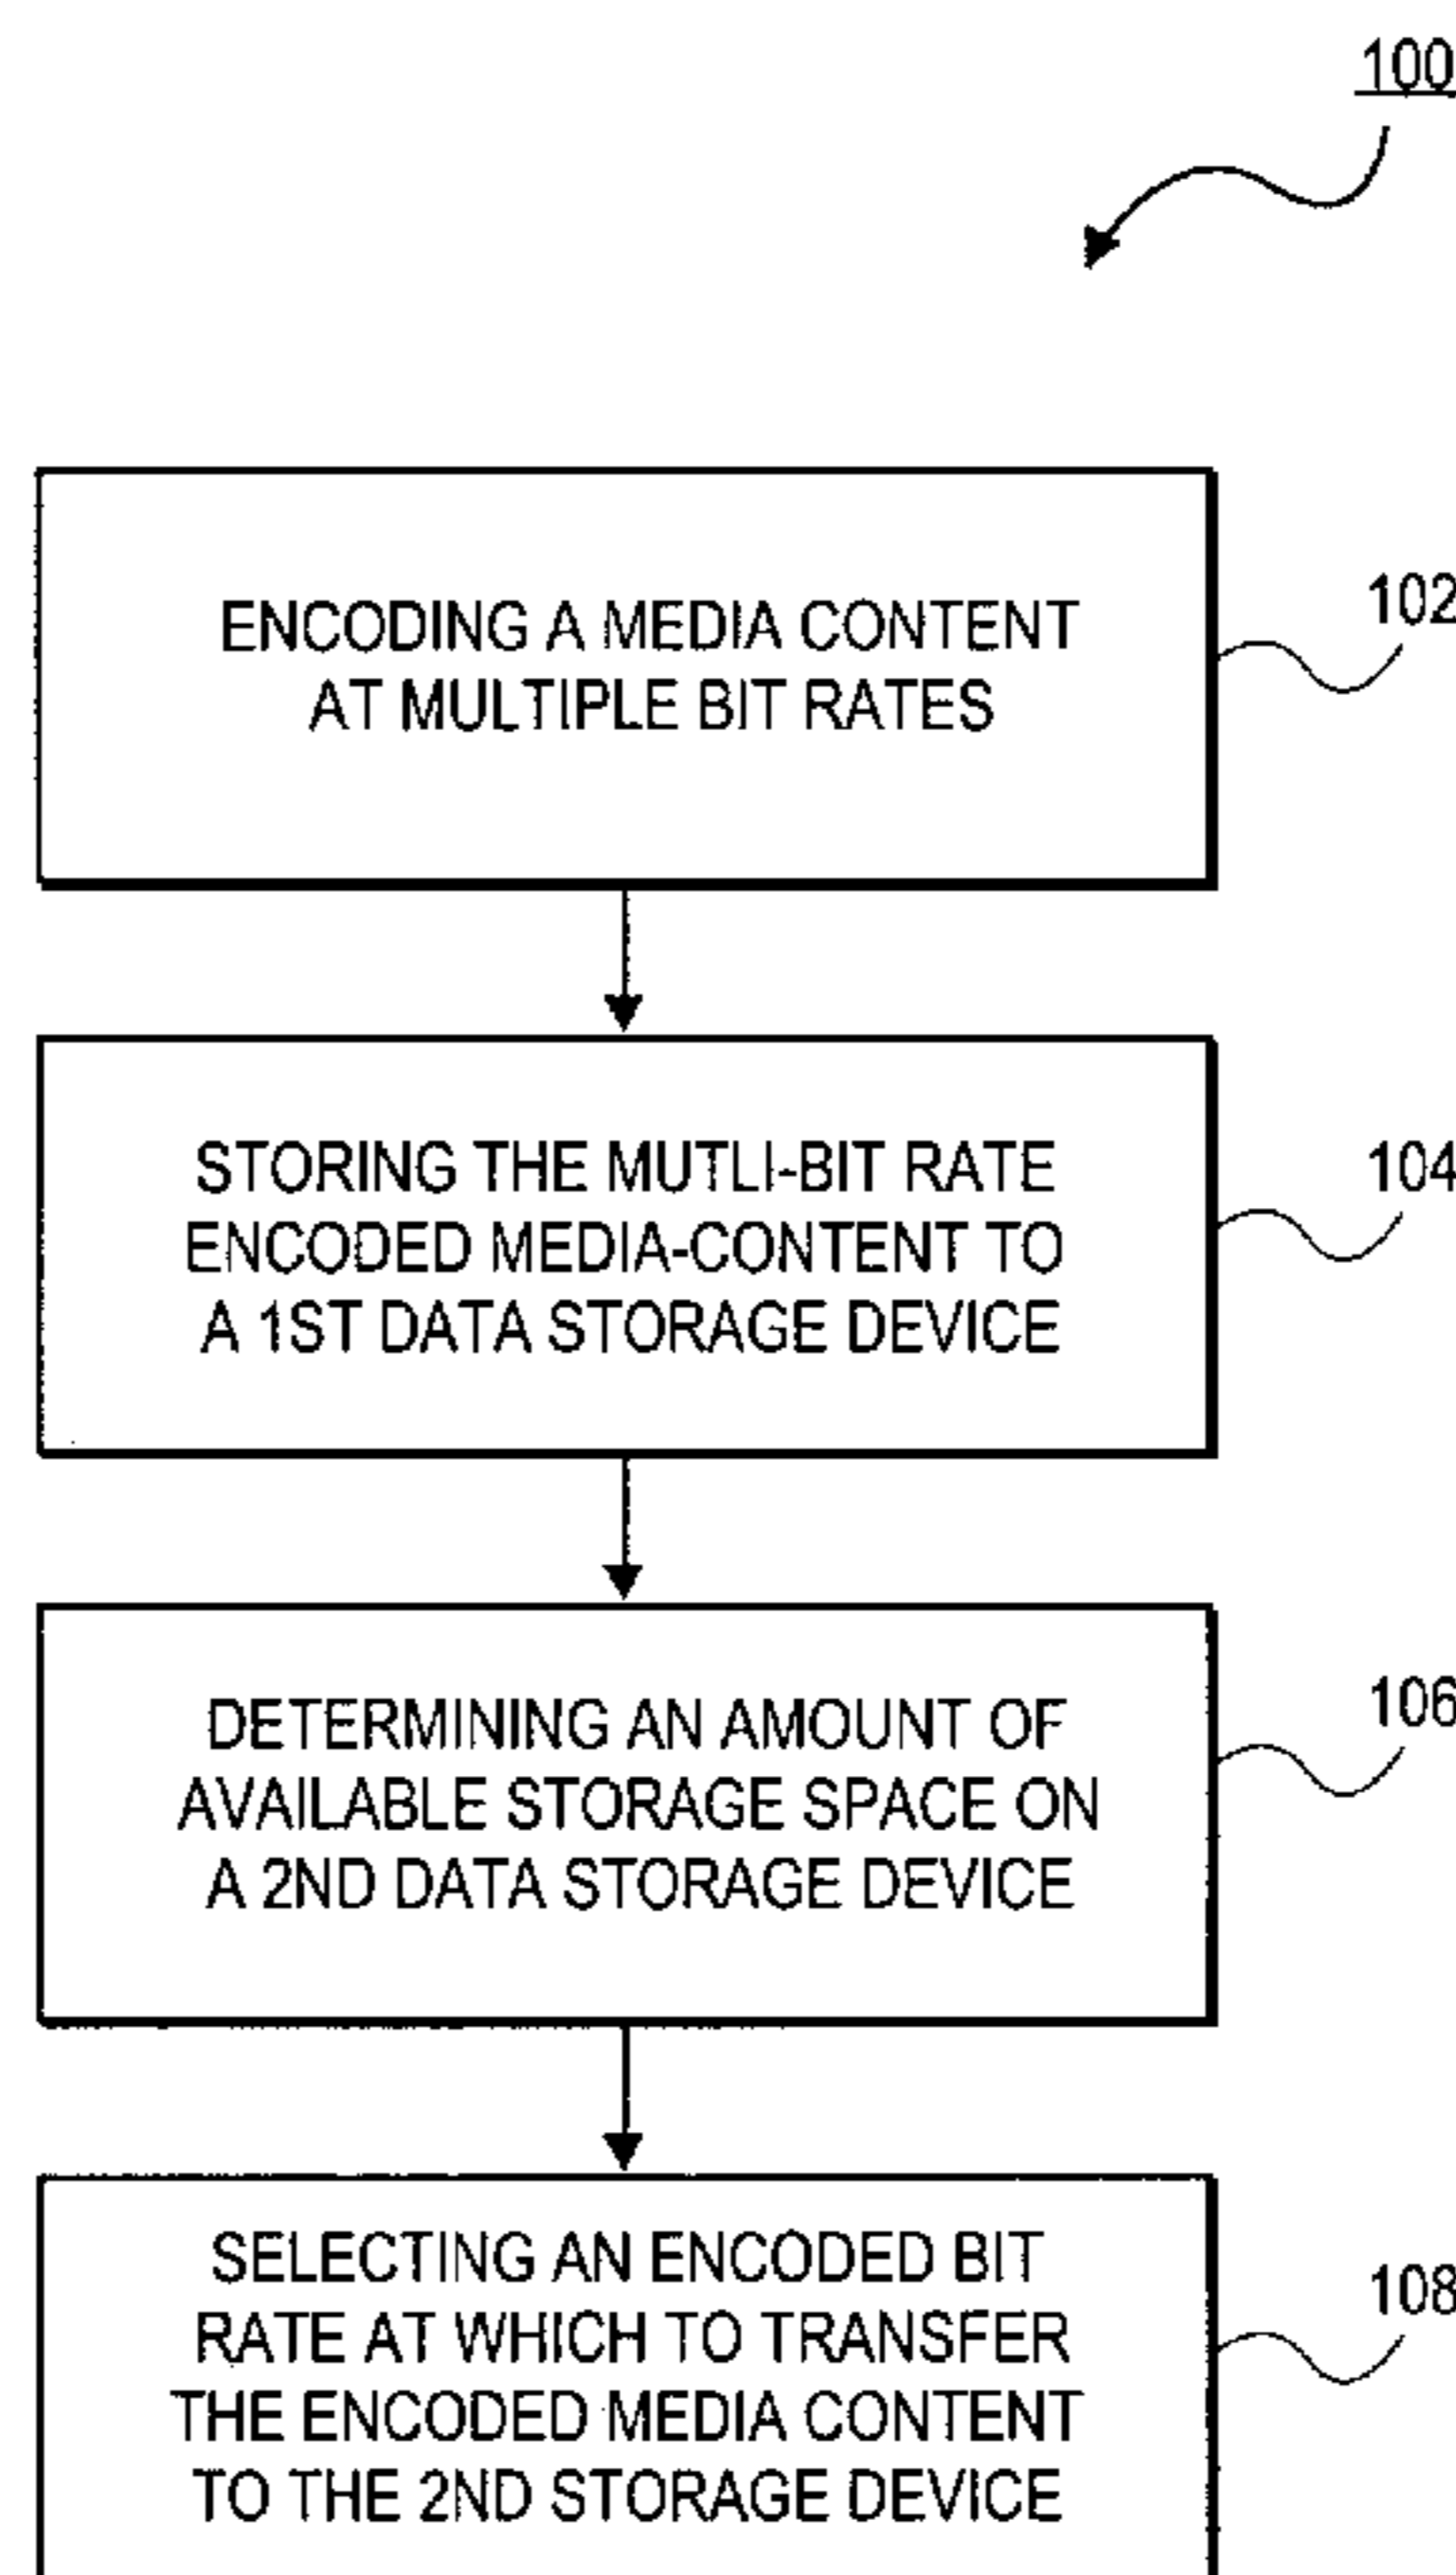 100
ENCODING A MEDIA CONTENT
AT MULTIPLE BIT RATES
102
STORING THE MUTLI-BIT RATE
ENCODED MEDIA-CONTENT TO
A 1ST DATA STORAGE DEVICE
104
DETERMINING AN AMOUNT OF
AVAILABLE STORAGE SPACE ON
A 2ND DATA STORAGE DEVICE
106
SELECTING AN ENCODED BIT
RATE AT WHICH TO TRANSFER
THE ENCODED MEDIA CONTENT
TO THE 2ND STORAGE DEVICE
108